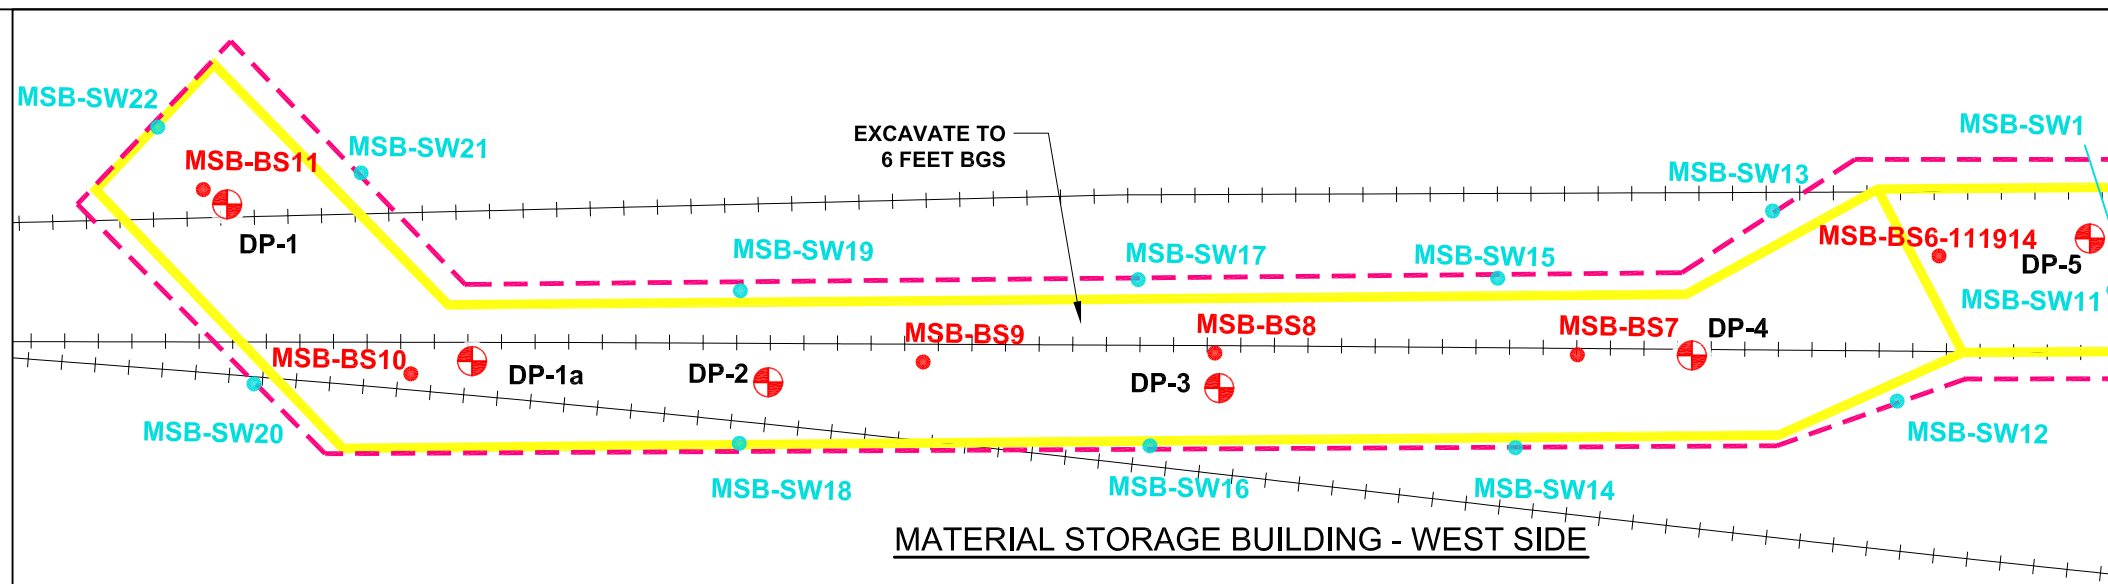 MSB-SW22
MSB-BS11
MSB-SW21
DP-1
EXCAVATE TO
6 FEET BGS
MSB-SW1
MSB-SW13
MSB-SW19
MSB-SW17
MSB-SW15
MSB-BS6-111914
DP-5
MSB-SW11
MSB-BS10
DP-1a
DP-2
MSB-BS9
MSB-BS8
DP-3
MSB-BS7
DP-4
MSB-SW20
MSB-SW18
MSB-SW16
MSB-SW14
MSB-SW12
MATERIAL STORAGE BUILDING - WEST SIDE